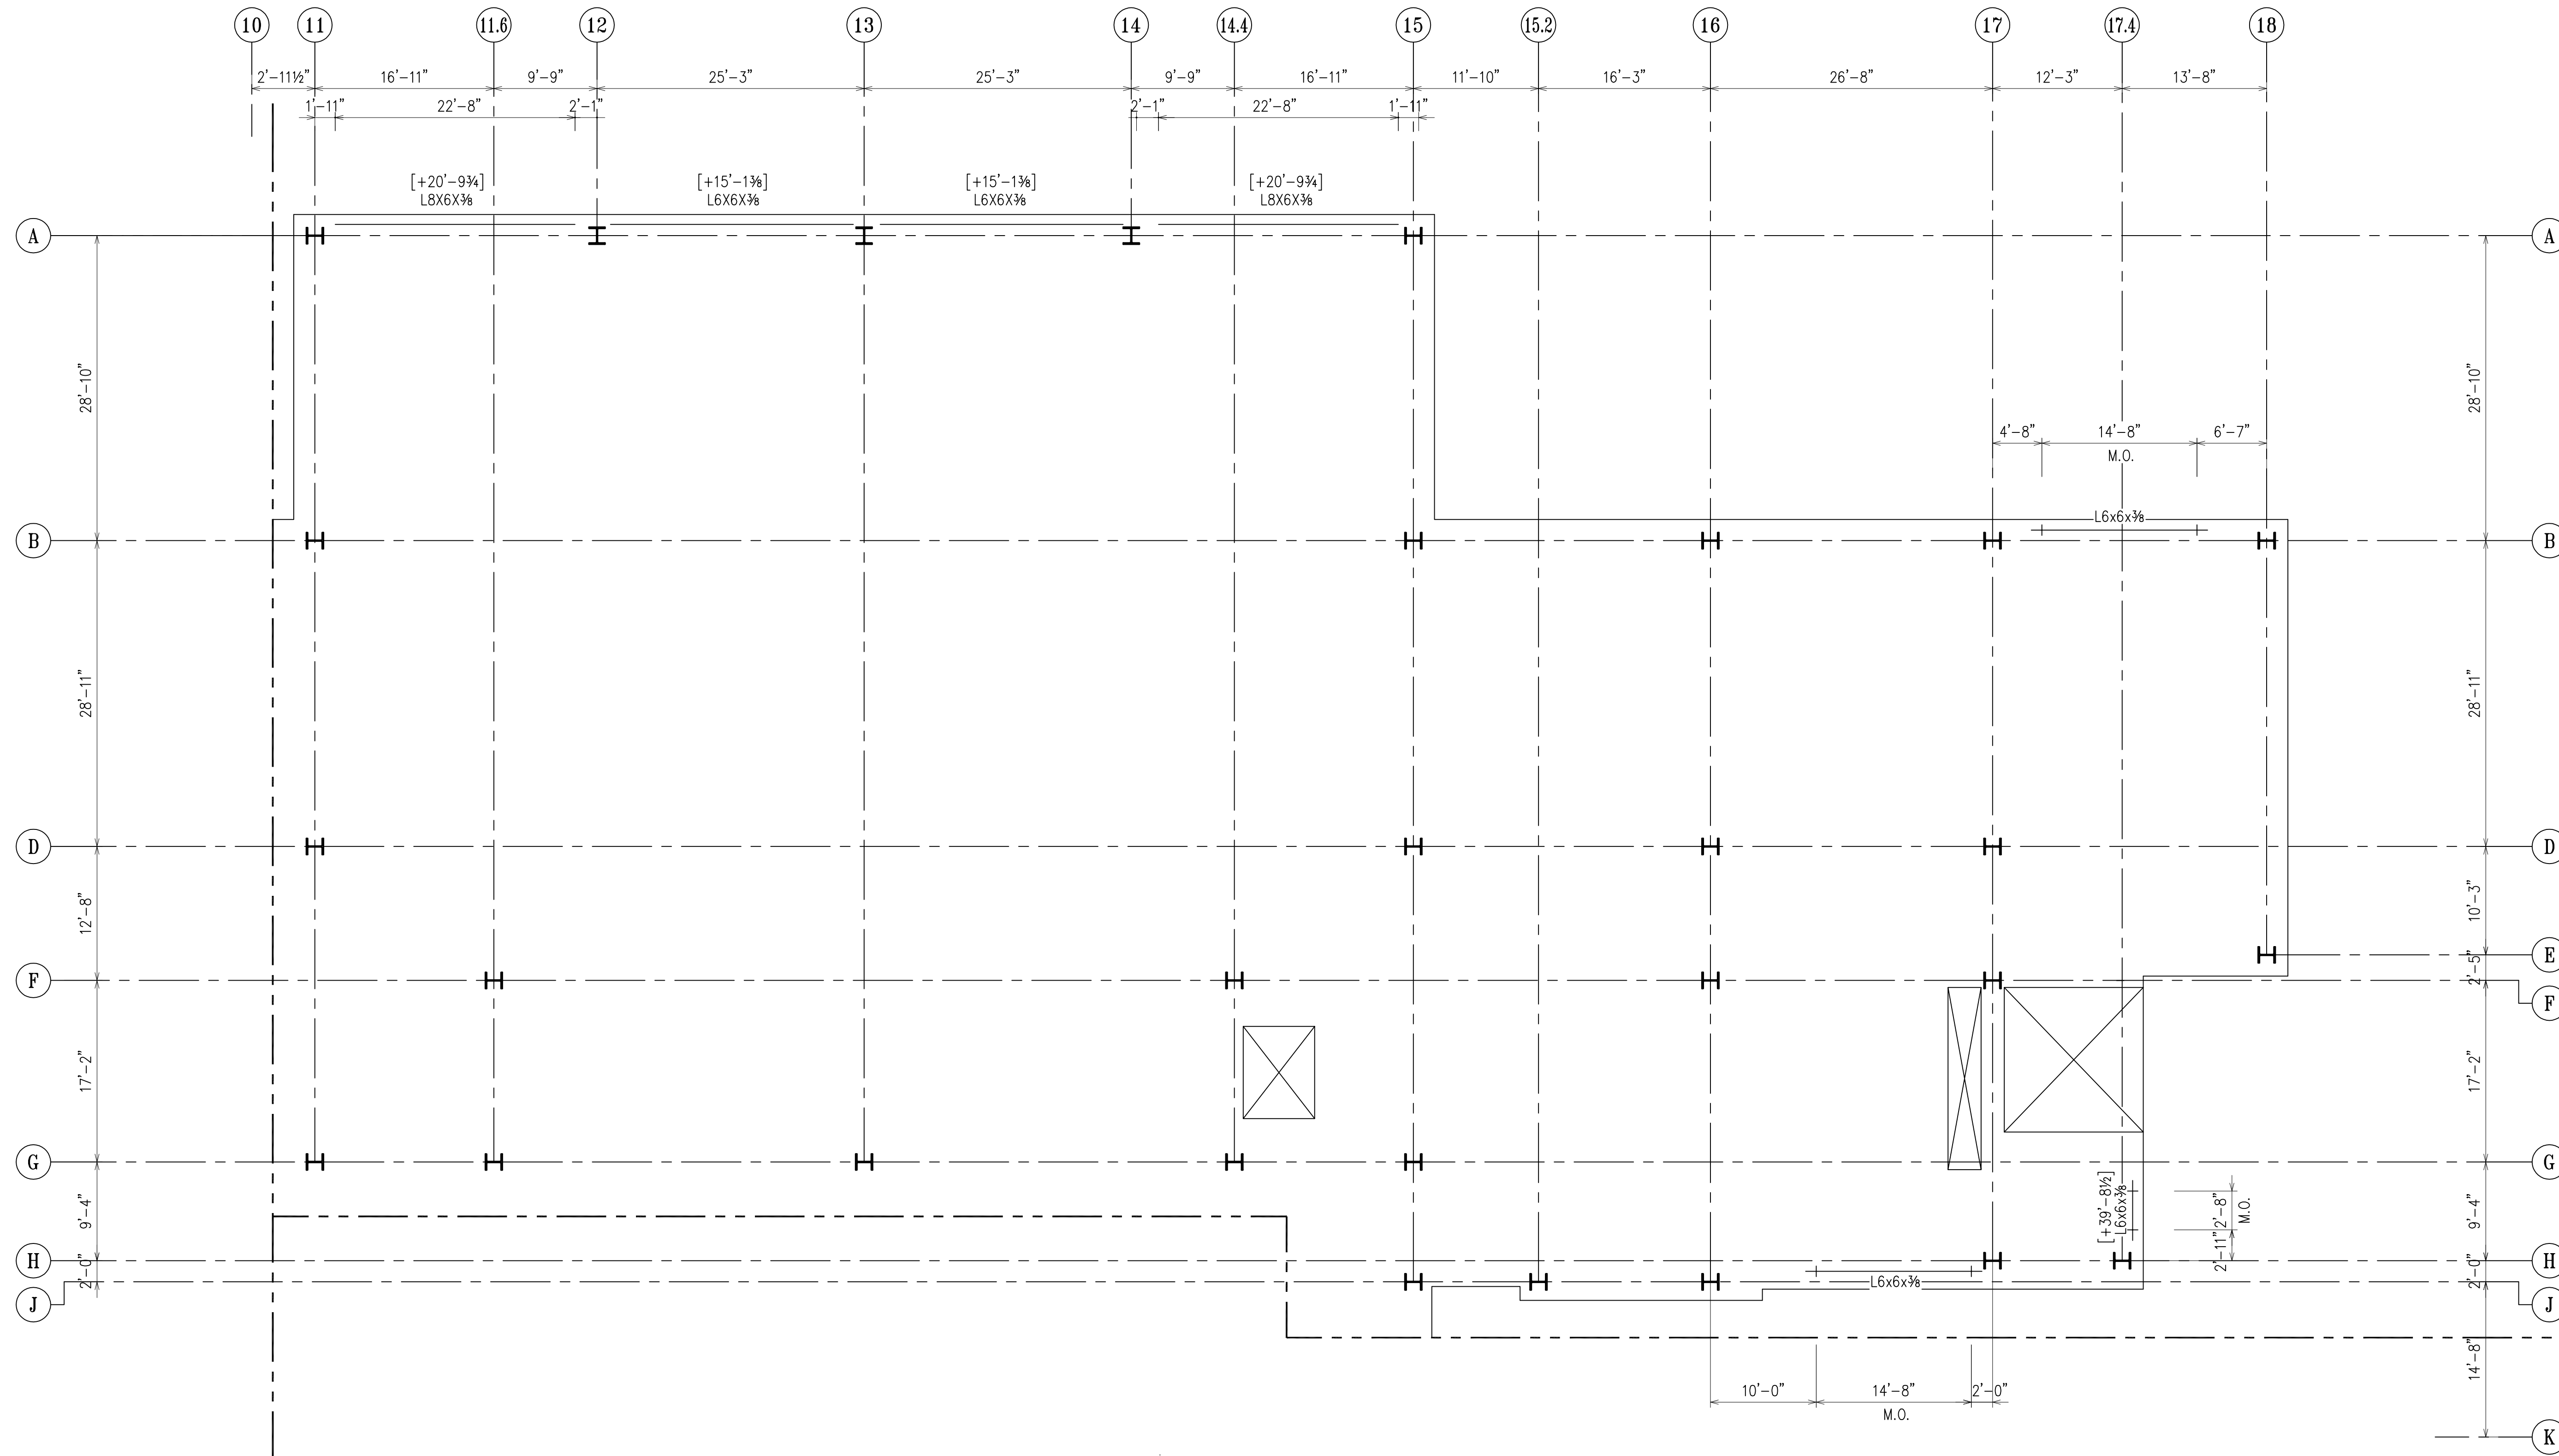 10 11 11.6 12 13 14 14.4 15 15.2 16 17 17.4 18
2'-11½" 16'-11" 9'-9" 25'-3" 25'-3" 9'-9" 16'-11" 11'-10" 16'-3" 26'-8" 12'-3" 13'-8"
1'-11" 22'-8" 2'-1" 2'-1" 22'-8" 1'-11"
[+20'-9¾] [+15'-1⅜] [+15'-1⅜] [+20'-9¾]
L8X6X⅜ L6X6X⅜ L6X6X⅜ L8X6X⅜
A A
28'-10" 28'-10"
4'-8" 14'-8" 6'-7"
M.O.
L6x6x⅜
B B
28'-11" 28'-11"
D D
12'-8" 10'-3"
E
2'-5"
F F
17'-2" 17'-2"
G G
9'-4" [+39'-8½] L6x6x⅜ 2'-8" M.O. 9'-4"
2'-11"
H H
2'-0" L6x6x⅜ 2'-0"
J J
14'-8"
10'-0" 14'-8" 2'-0"
M.O.
K